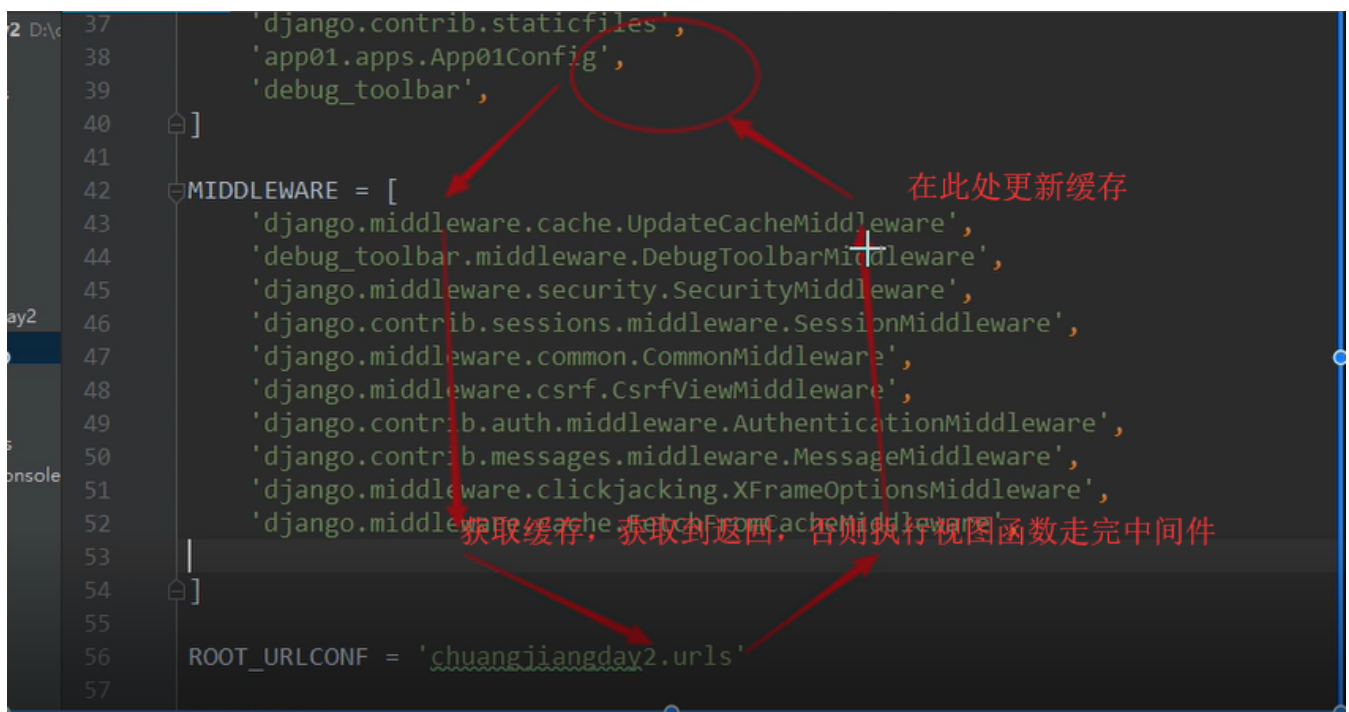 y2 D:\c
37 'django.contrib.staticfiles',
38 'app01.apps.App01Config',
39 'debug_toolbar',
40 ]
41
42 MIDDLEWARE = [
在此处更新缓存
43 'django.middleware.cache.UpdateCacheMiddleware',
44 'debug_toolbar.middleware.DebugToolbarMiddleware',
45 'django.middleware.security.SecurityMiddleware',
ay2
46 'django.contrib.sessions.middleware.SessionMiddleware',
47 'django.middleware.common.CommonMiddleware',
48 'django.middleware.csrf.CsrfViewMiddleware',
49 'django.contrib.auth.middleware.AuthenticationMiddleware',
50 'django.contrib.messages.middleware.MessageMiddleware',
onsole
51 'django.middleware.clickjacking.XFrameOptionsMiddleware',
52 'django.middleware.cache.FetchFromCacheMiddleware',
获取缓存，获取到返回，否则执行视图函数走完中间件
53
54 ]
55
56 ROOT_URLCONF = 'chuangjiangday2.urls'
57